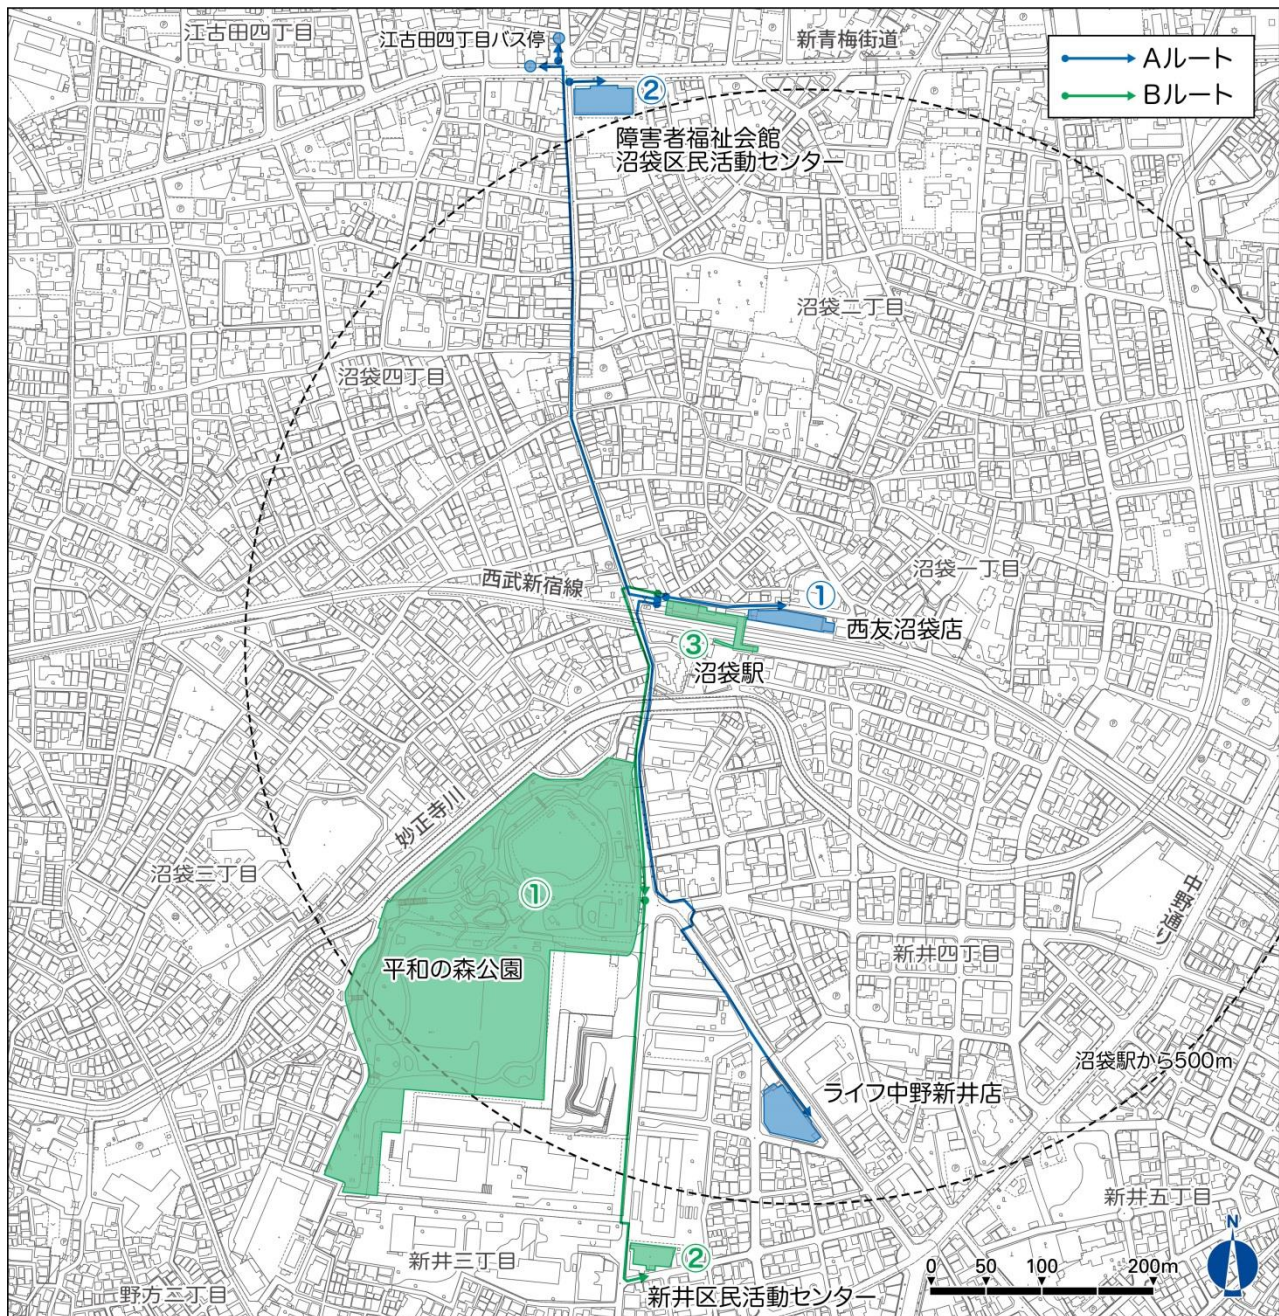 江古田四丁目
江古田四丁目バス停
新青梅街道
Aルート
Bルート
②
障害者福祉会館
沼袋区民活動センター
沼袋二丁目
沼袋四丁目
西武新宿線
沼袋一丁目
①
西友沼袋店
③
沼袋駅
妙正寺川
沼袋三丁目
①
中野通り
平和の森公園
新井四丁目
沼袋駅から500m
ライフ中野新井店
新井五丁目
新井三丁目
②
新井区民活動センター
野方二丁目
0 50 100 200m
N